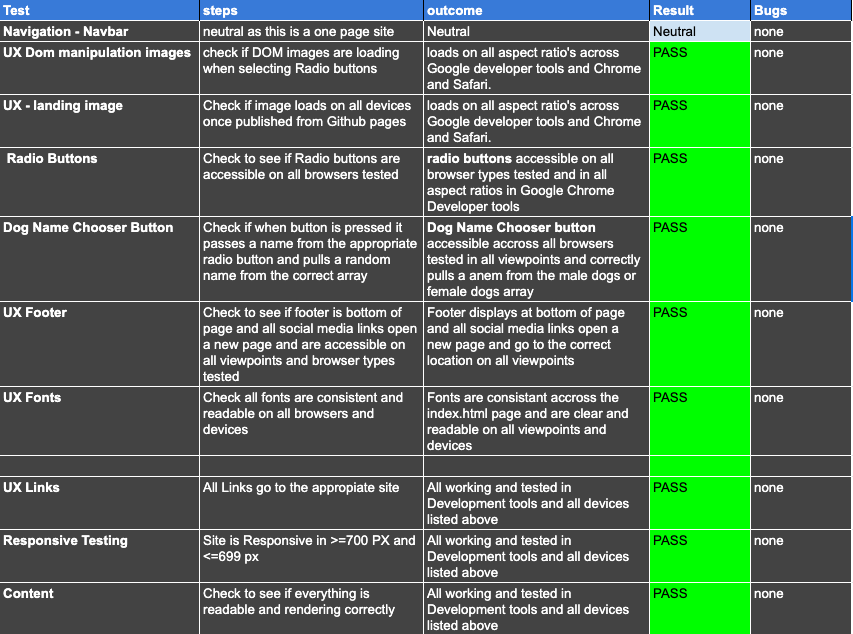 Test steps outcome Result Bugs
Navigation - Navbar neutral as this is a one page site Neutral Neutral none
UX Dom manipulation images check if DOM images are loading loads on all aspect ratio's across PASS none
when selecting Radio buttons Google developer tools and Chrome
and Safari.
UX - landing image Check if image loads on all devices loads on all aspect ratio's across PASS none
once published from Github pages Google developer tools and Chrome
and Safari.
Radio Buttons Check to see if Radio buttons are radio buttons accessible on all PASS none
accessible on all browsers tested browser types tested and in all
aspect ratios in Google Chrome
Developer tools
Dog Name Chooser Button Check if when button is pressed it Dog Name Chooser button PASS none
passes a name from the appropriate accessible accross all browsers
radio button and pulls a random tested in all viewpoints and correctly
name from the correct array pulls a anem from the male dogs or
female dogs array
UX Footer Check to see if footer is bottom of Footer displays at bottom of page PASS none
page and all social media links open and all social media links open a
a new page and are accessible on new page and go to the correct
all viewpoints and browser types location on all viewpoints
tested
UX Fonts Check all fonts are consistent and Fonts are consistant accross the PASS none
readable on all browsers and index.html page and are clear and
devices readable on all viewpoints and
devices
UX Links All Links go to the appropiate site All working and tested in PASS none
Development tools and all devices
listed above
Responsive Testing Site is Responsive in >=700 PX and All working and tested in PASS none
<=699 px Development tools and all devices
listed above
Content Check to see if everything is All working and tested in PASS none
readable and rendering correctly Development tools and all devices
listed above